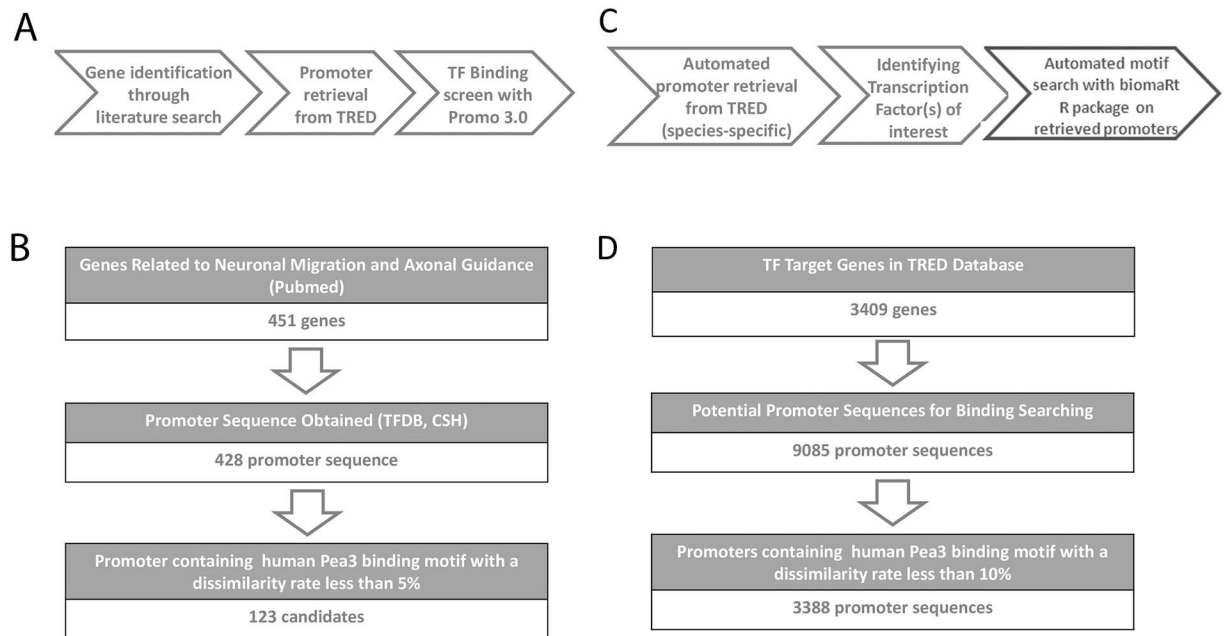 A
Gene identification
through
literature search
Promoter
retrieval
from TRED
TF Binding
screen with
Promo 3.0
B
Genes Related to Neuronal Migration and Axonal Guidance
(Pubmed)
451 genes
Promoter Sequence Obtained (TFDB, CSH)
428 promoter sequence
Promoter containing human Pea3 binding motif with a
dissimilarity rate less than 5%
123 candidates
C
Automated
promoter retrieval
from TRED
(species-specific)
Identifying
Transcription
Factor(s) of
interest
Automated motif
search with biomaRt
R package on
retrieved promoters
D
TF Target Genes in TRED Database
3409 genes
Potential Promoter Sequences for Binding Searching
9085 promoter sequences
Promoters containing human Pea3 binding motif with a
dissimilarity rate less than 10%
3388 promoter sequences